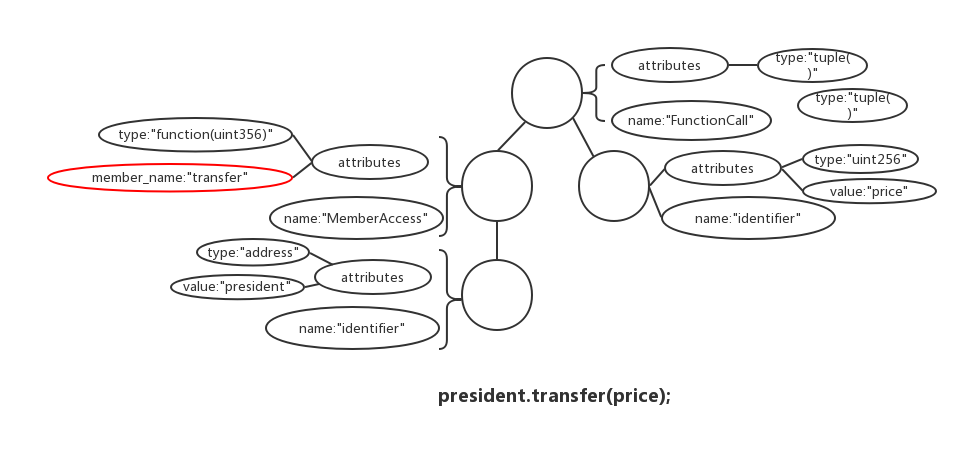 attributes
type:"tuple(
)"
name:"FunctionCall"
type:"tuple(
)"
type:"function(uint356)"
attributes
member_name:"transfer"
name:"MemberAccess"
attributes
type:"uint256"
value:"price"
name:"identifier"
type:"address"
attributes
value:"president"
name:"identifier"
president.transfer(price);